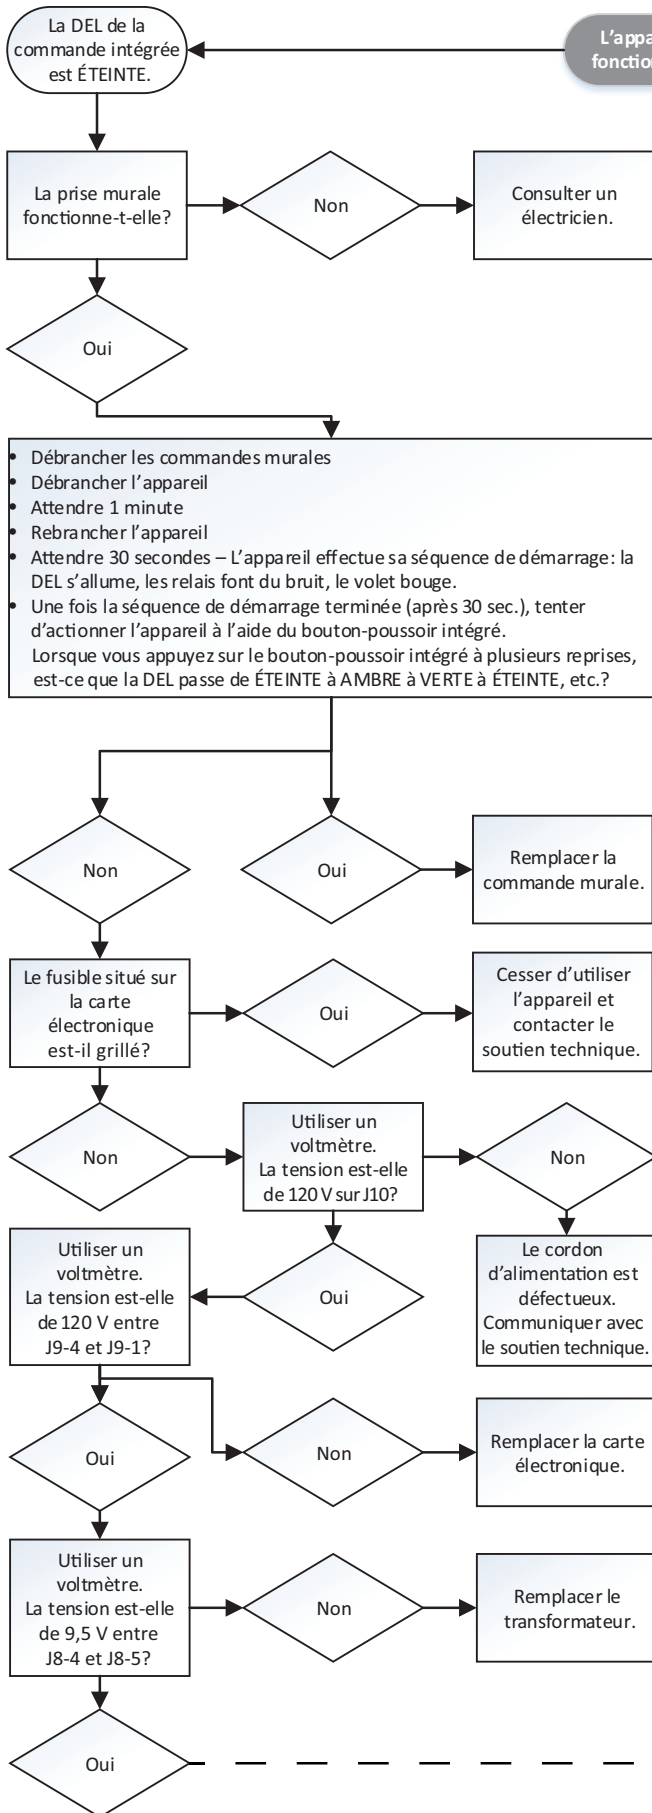 La DEL de la
commande intégrée
est ÉTEINTE.
L'appa
fonctio
La prise murale
fonctionne-t-elle?
Non
Consulter un
électricien.
Oui
• Débrancher les commandes murales
• Débrancher l'appareil
• Attendre 1 minute
• Rebrancher l'appareil
• Attendre 30 secondes – L'appareil effectue sa séquence de démarrage: la
DEL s'allume, les relais font du bruit, le volet bouge.
• Une fois la séquence de démarrage terminée (après 30 sec.), tenter
d'actionner l'appareil à l'aide du bouton-poussoir intégré.
Lorsque vous appuyez sur le bouton-poussoir intégré à plusieurs reprises,
est-ce que la DEL passe de ÉTEINTE à AMBRE à VERTE à ÉTEINTE, etc.?
Non
Oui
Remplacer la
commande murale.
Le fusible situé sur
la carte
électronique
est-il grillé?
Oui
Cesser d'utiliser
l'appareil et
contacter le
soutien technique.
Non
Utiliser un
voltmètre.
La tension est-elle
de 120 V sur J10?
Non
Utiliser un
voltmètre.
La tension est-elle
de 120 V entre
J9-4 et J9-1?
Oui
Le cordon
d'alimentation est
défectueux.
Communiquer avec
le soutien technique.
Oui
Non
Remplacer la carte
électronique.
Utiliser un
voltmètre.
La tension est-elle
de 9,5 V entre
J8-4 et J8-5?
Non
Remplacer le
transformateur.
Oui